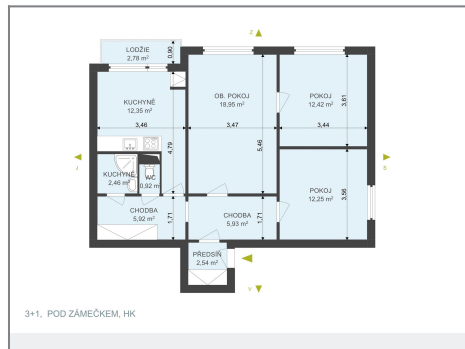 LODŽIE
2,78 m²
0,90
KUCHYNĚ
12,35 m²
3,46
4,79
OB. POKOJ
18,95 m²
3,47
5,46
POKOJ
12,42 m²
3,44
3,61
KUCHYNĚ
2,46 m²
WC
0,92 m²
POKOJ
12,25 m²
3,56
CHODBA
5,92 m²
1,71
CHODBA
5,93 m²
1,71
PŘEDSÍŇ
2,54 m²
3+1, POD ZÁMEČKEM, HK